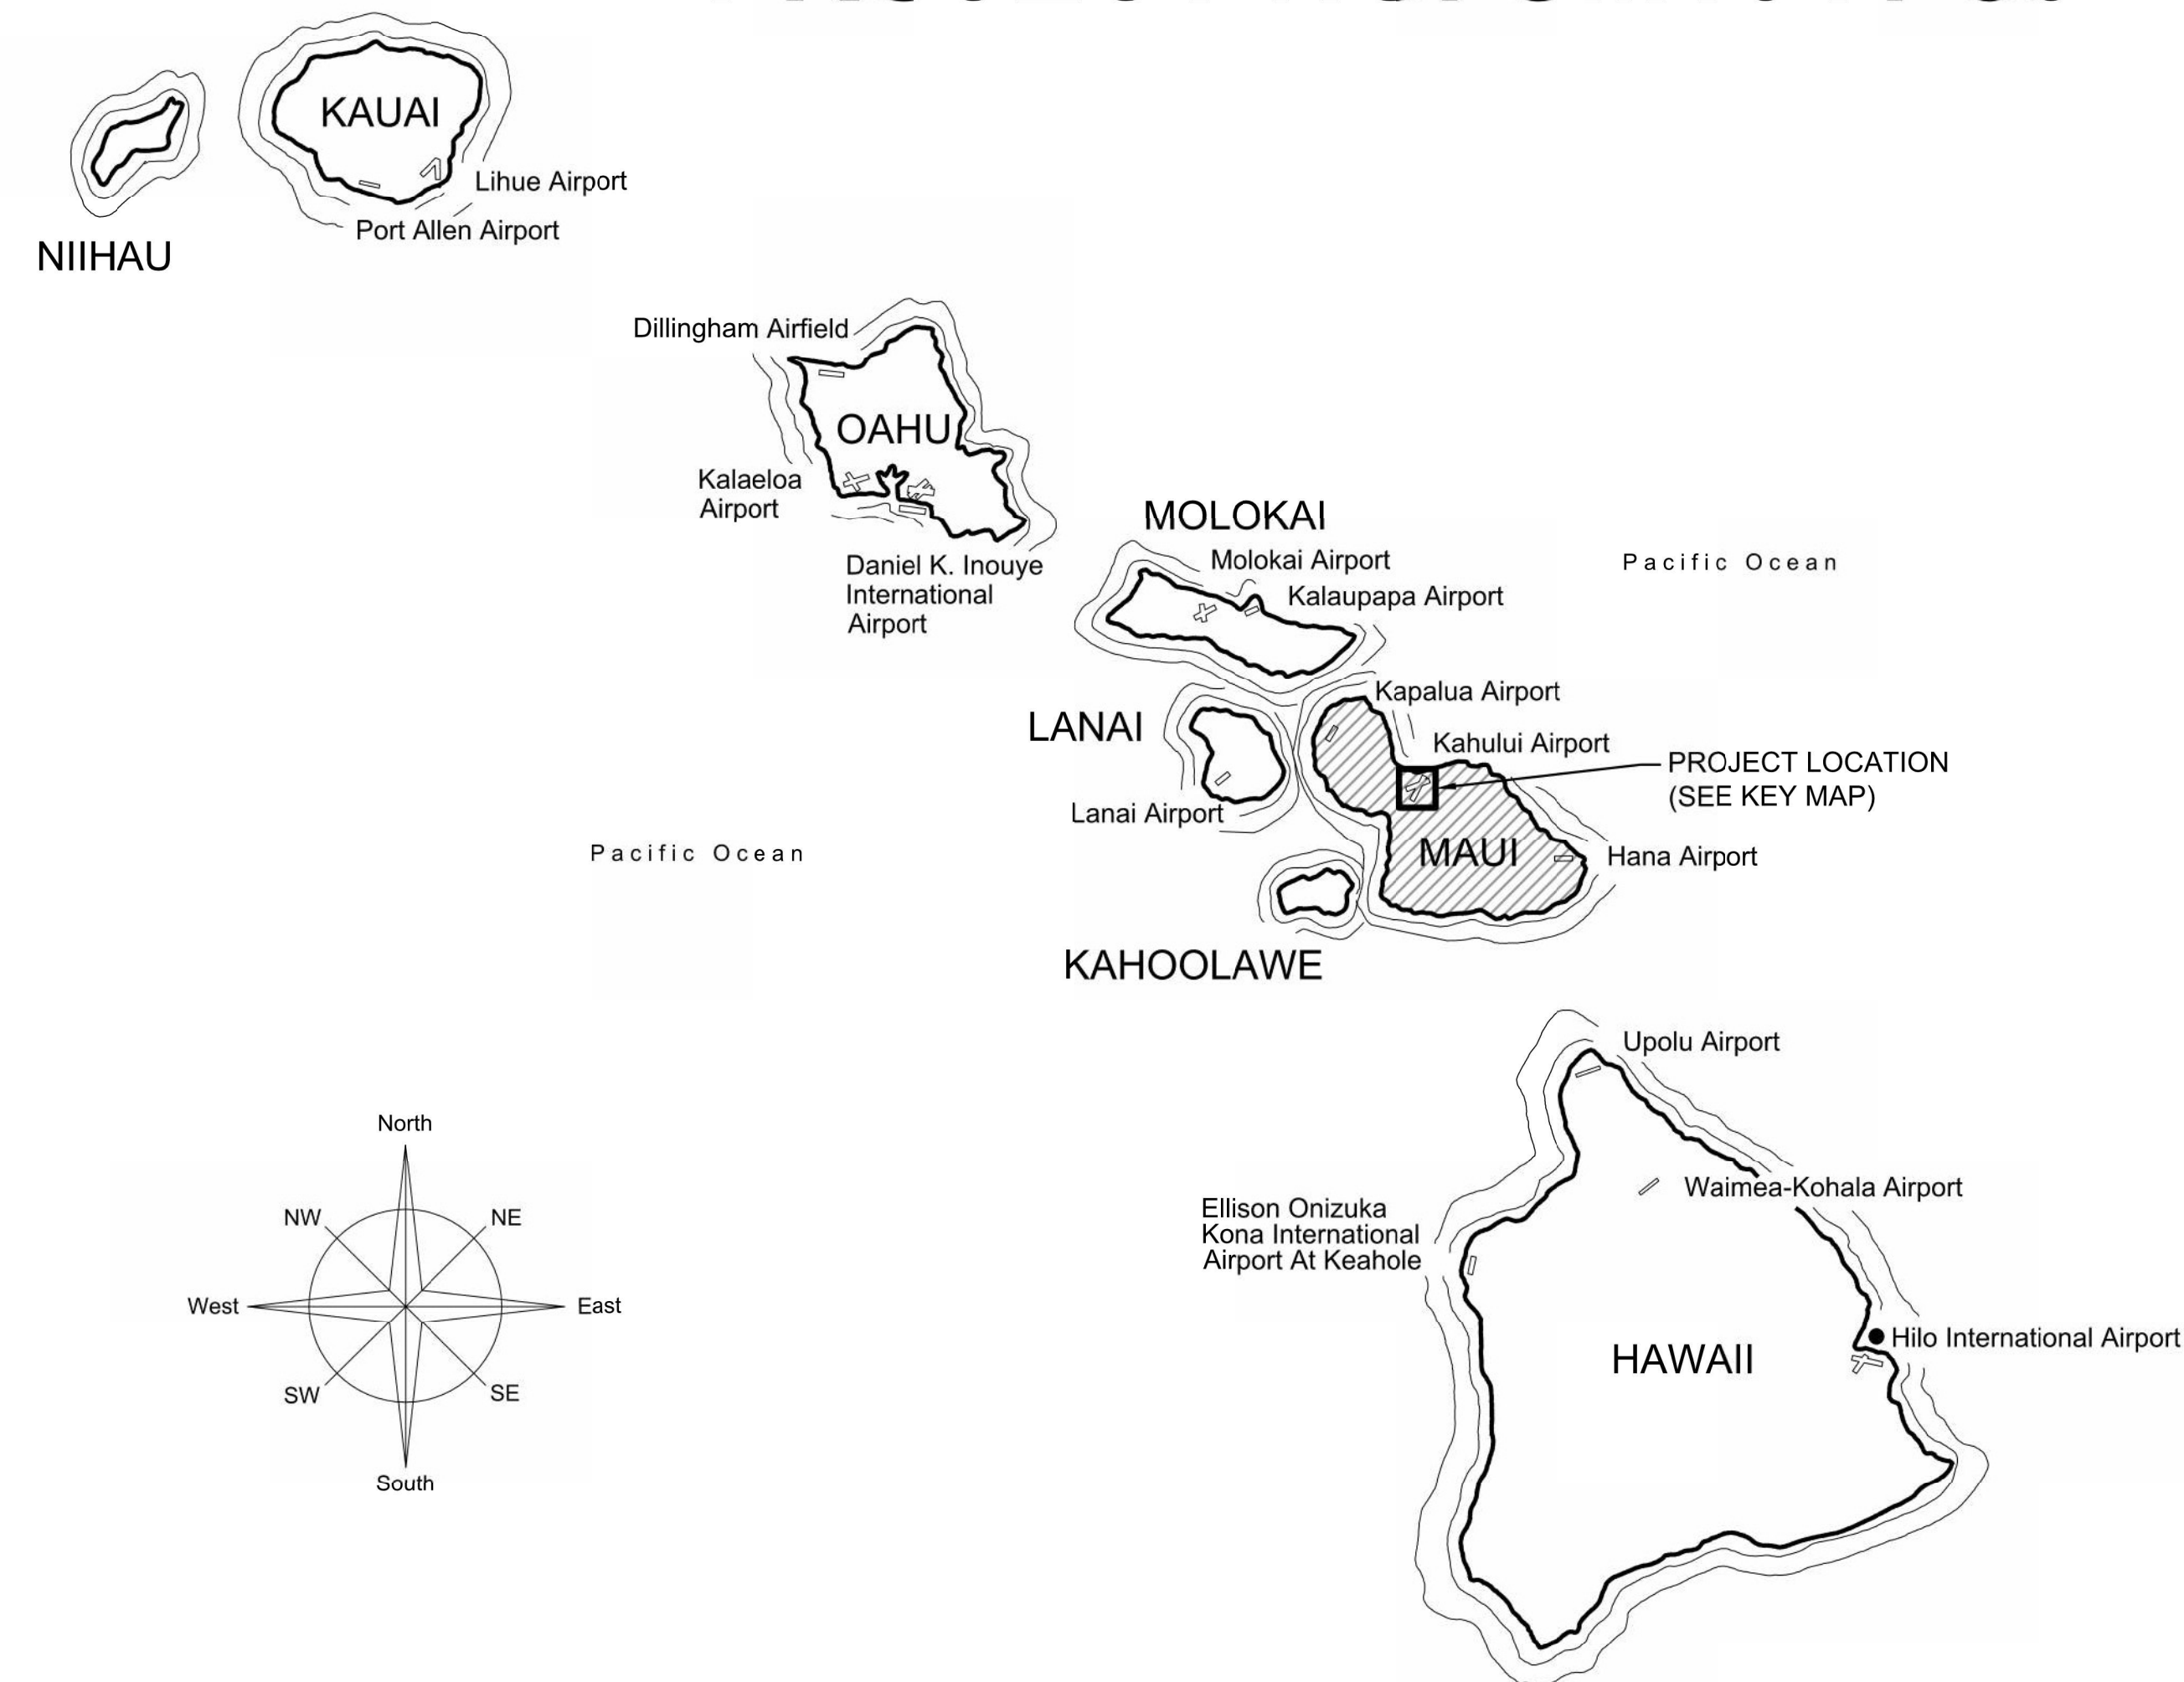 KAUAI
Lihue Airport
Port Allen Airport
NIIHAU
Dillingham Airfield
OAHU
Kalaeloa
Airport
Daniel K. Inouye
International
Airport
MOLOKAI
Molokai Airport
Kalaupapa Airport
Pacific Ocean
Kapalua Airport
LANAI
Kahului Airport
PROJECT LOCATION
(SEE KEY MAP)
Lanai Airport
Pacific Ocean
MAUI
Hana Airport
KAHOOLAWE
Upolu Airport
Waimea-Kohala Airport
Ellison Onizuka
Kona International
Airport At Keahole
Hilo International Airport
HAWAII
North
NW
NE
West
East
SW
SE
South